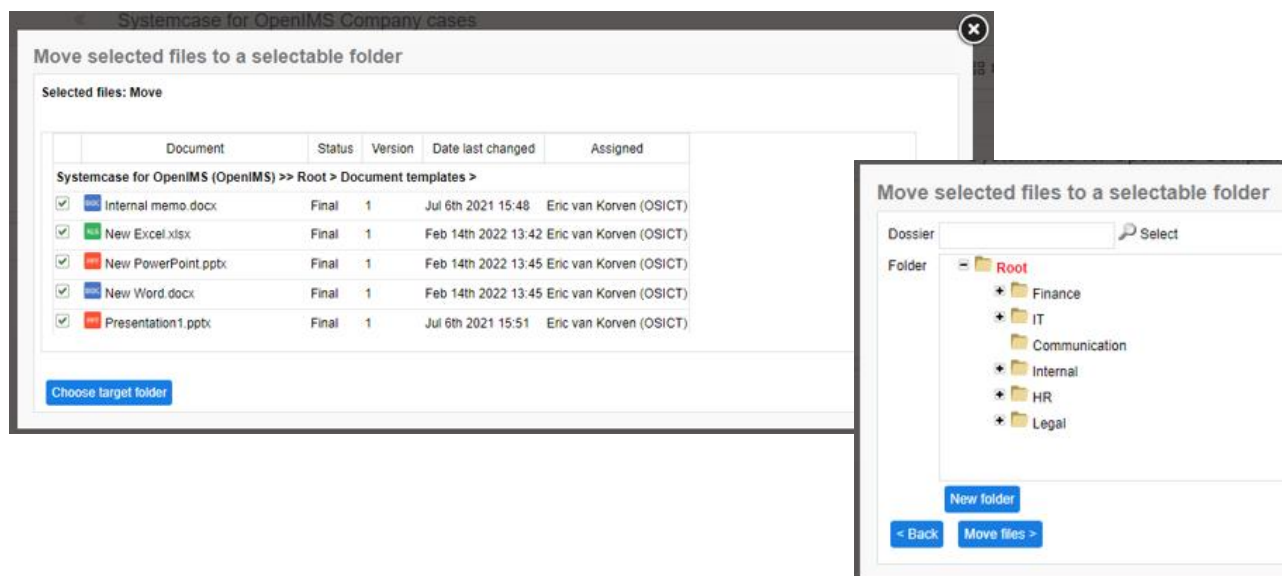 Systemcase for OpenIMS Company cases
Move selected files to a selectable folder
Selected files: Move
Document Status Version Date last changed Assigned
Systemcase for OpenIMS (OpenIMS) >> Root > Document templates >
DOC Internal memo.docx Final 1 Jul 6th 2021 15:48 Eric van Korven (OSICT)
XLS New Excel.xlsx Final 1 Feb 14th 2022 13:42 Eric van Korven (OSICT)
PPT New PowerPoint.pptx Final 1 Feb 14th 2022 13:45 Eric van Korven (OSICT)
DOC New Word.docx Final 1 Feb 14th 2022 13:45 Eric van Korven (OSICT)
PPT Presentation1.pptx Final 1 Jul 6th 2021 15:51 Eric van Korven (OSICT)
Choose target folder
Move selected files to a selectable folder
Dossier Select
Folder Root
Finance
IT
Communication
Internal
HR
Legal
New folder
< Back Move files >